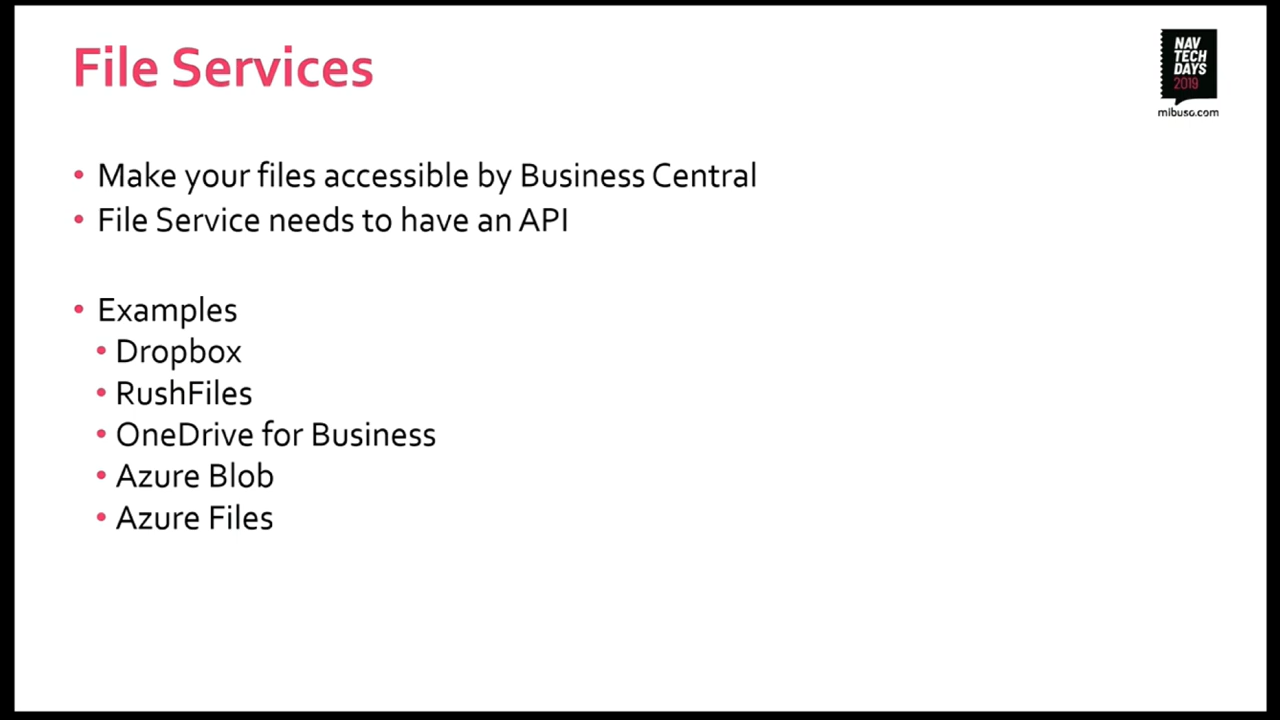 File Services
NAV
TECH
DAYS
2019
mibuso.com
• Make your files accessible by Business Central
• File Service needs to have an API
• Examples
• Dropbox
• RushFiles
• OneDrive for Business
• Azure Blob
• Azure Files